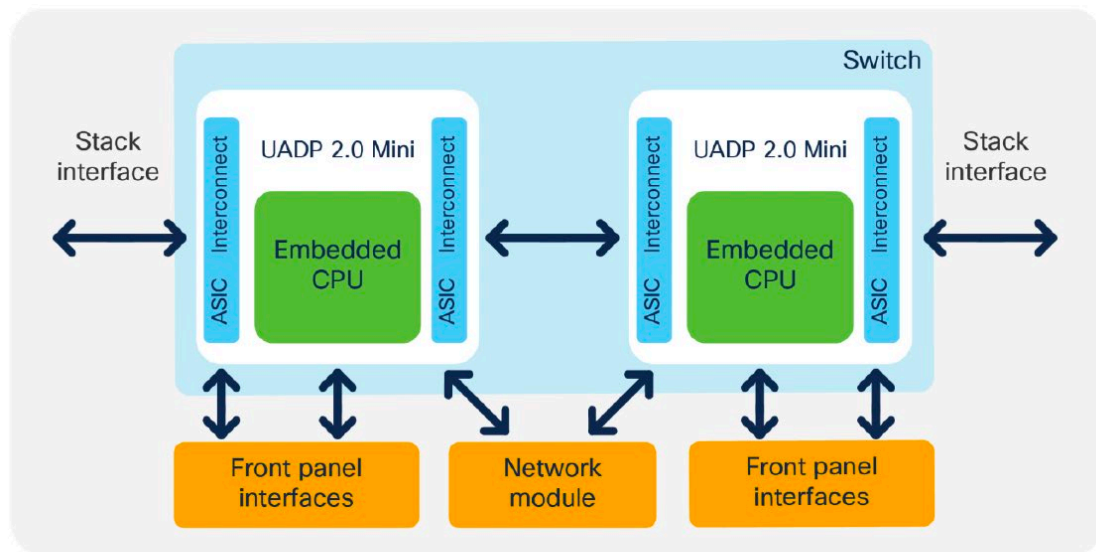 Switch
Stack
interface
ASIC Interconnect
UADP 2.0 Mini
Embedded
CPU
ASIC Interconnect
ASIC Interconnect
UADP 2.0 Mini
Embedded
CPU
ASIC Interconnect
Stack
interface
Front panel
interfaces
Network
module
Front panel
interfaces